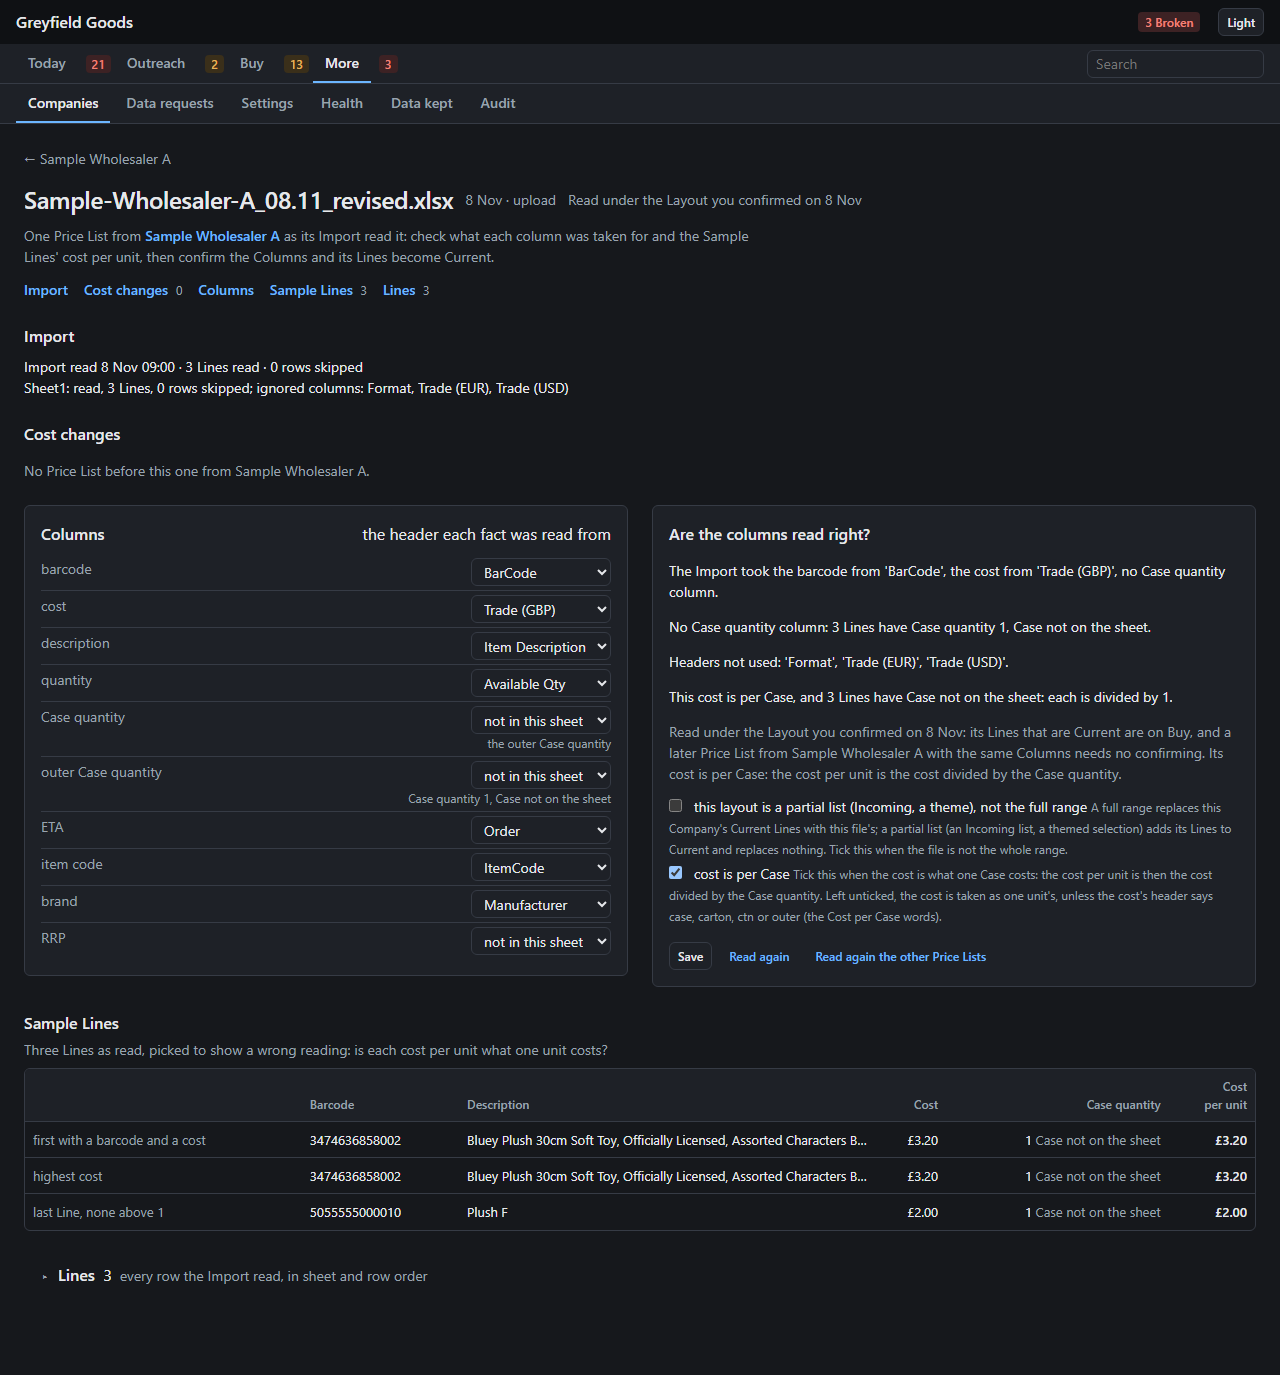 Greyfield Goods
3 Broken
Light
Today 21 Outreach 2 Buy 13 More 3
Search
Companies Data requests Settings Health Data kept Audit
← Sample Wholesaler A
Sample-Wholesaler-A_08.11_revised.xlsx 8 Nov · upload Read under the Layout you confirmed on 8 Nov
One Price List from Sample Wholesaler A as its Import read it: check what each column was taken for and the Sample
Lines' cost per unit, then confirm the Columns and its Lines become Current.
Import Cost changes 0 Columns Sample Lines 3 Lines 3
Import
Import read 8 Nov 09:00 · 3 Lines read · 0 rows skipped
Sheet1: read, 3 Lines, 0 rows skipped; ignored columns: Format, Trade (EUR), Trade (USD)
Cost changes
No Price List before this one from Sample Wholesaler A.
Columns the header each fact was read from
barcode BarCode
cost Trade (GBP)
description Item Description
quantity Available Qty
Case quantity not in this sheet
the outer Case quantity
outer Case quantity not in this sheet
Case quantity 1, Case not on the sheet
ETA Order
item code ItemCode
brand Manufacturer
RRP not in this sheet
Are the columns read right?
The Import took the barcode from 'BarCode', the cost from 'Trade (GBP)', no Case quantity
column.
No Case quantity column: 3 Lines have Case quantity 1, Case not on the sheet.
Headers not used: 'Format', 'Trade (EUR)', 'Trade (USD)'.
This cost is per Case, and 3 Lines have Case not on the sheet: each is divided by 1.
Read under the Layout you confirmed on 8 Nov: its Lines that are Current are on Buy, and a
later Price List from Sample Wholesaler A with the same Columns needs no confirming. Its
cost is per Case: the cost per unit is the cost divided by the Case quantity.
this layout is a partial list (Incoming, a theme), not the full range A full range replaces this
Company's Current Lines with this file's; a partial list (an Incoming list, a themed selection) adds its Lines to
Current and replaces nothing. Tick this when the file is not the whole range.
cost is per Case Tick this when the cost is what one Case costs: the cost per unit is then the cost
divided by the Case quantity. Left unticked, the cost is taken as one unit's, unless the cost's header says
case, carton, ctn or outer (the Cost per Case words).
Save Read again Read again the other Price Lists
Sample Lines
Three Lines as read, picked to show a wrong reading: is each cost per unit what one unit costs?
Barcode Description Cost Case quantity Cost per unit
first with a barcode and a cost 3474636858002 Bluey Plush 30cm Soft Toy, Officially Licensed, Assorted Characters B... £3.20 1 Case not on the sheet £3.20
highest cost 3474636858002 Bluey Plush 30cm Soft Toy, Officially Licensed, Assorted Characters B... £3.20 1 Case not on the sheet £3.20
last Line, none above 1 5055555000010 Plush F £2.00 1 Case not on the sheet £2.00
Lines 3 every row the Import read, in sheet and row order